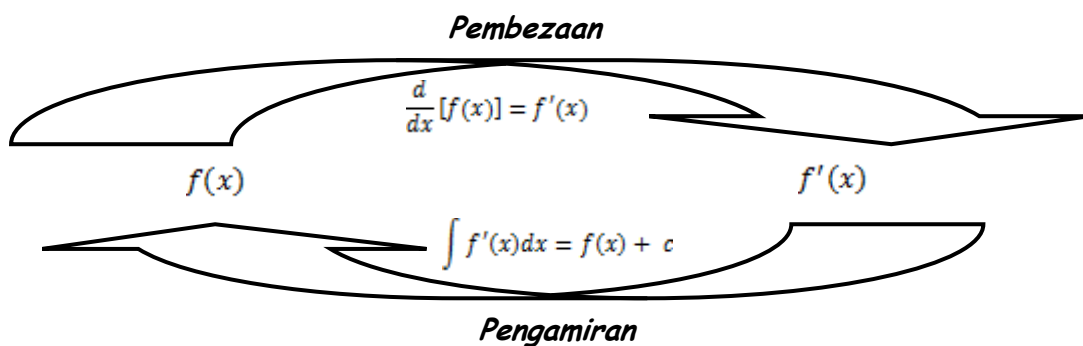 Pembezaan
d/dx [f(x)] = f'(x)
f(x)
f'(x)
∫ f'(x)dx = f(x) + c
Pengamiran